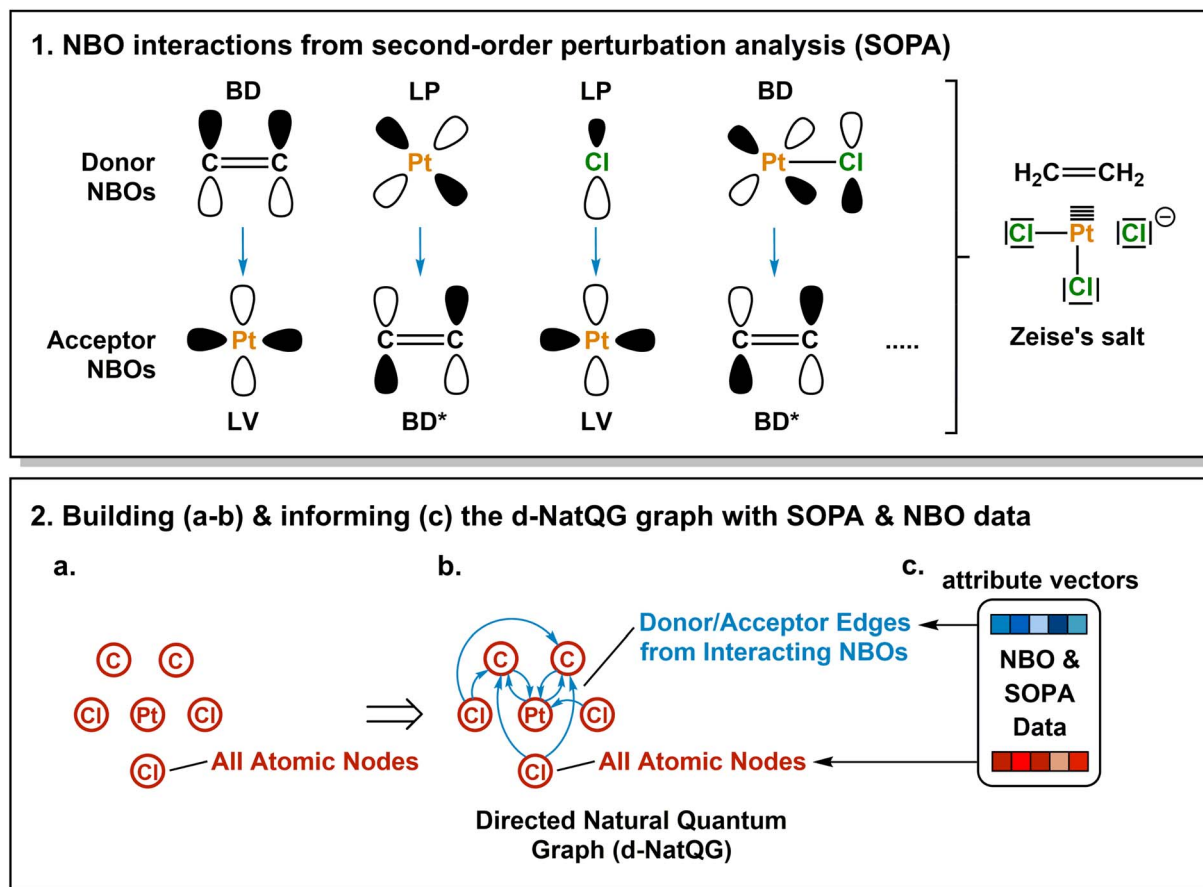 1. NBO interactions from second-order perturbation analysis (SOPA)
BD LP LP BD
Donor
NBOs
C C Pt Cl Pt Cl
Acceptor
NBOs
Pt C C Pt C C .....
LV BD* LV BD*
H₂C CH₂
|Cl Pt |Cl| ⊖
|Cl|
Zeise's salt
2. Building (a-b) & informing (c) the d-NatQG graph with SOPA & NBO data
a.
C C
Cl Pt Cl
Cl
All Atomic Nodes
b.
C C
Cl Pt Cl
Cl
Donor/Acceptor Edges
from Interacting NBOs
All Atomic Nodes
Directed Natural Quantum
Graph (d-NatQG)
c.
attribute vectors
NBO &
SOPA
Data